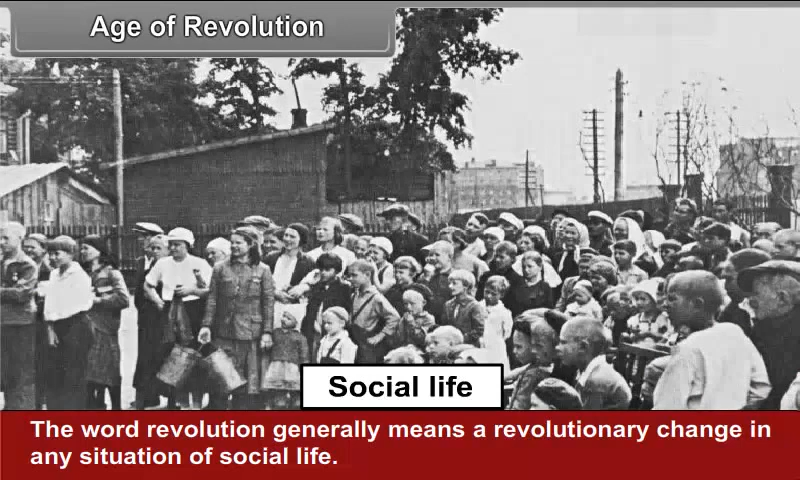 Age of Revolution
Social life
The word revolution generally means a revolutionary change in
any situation of social life.